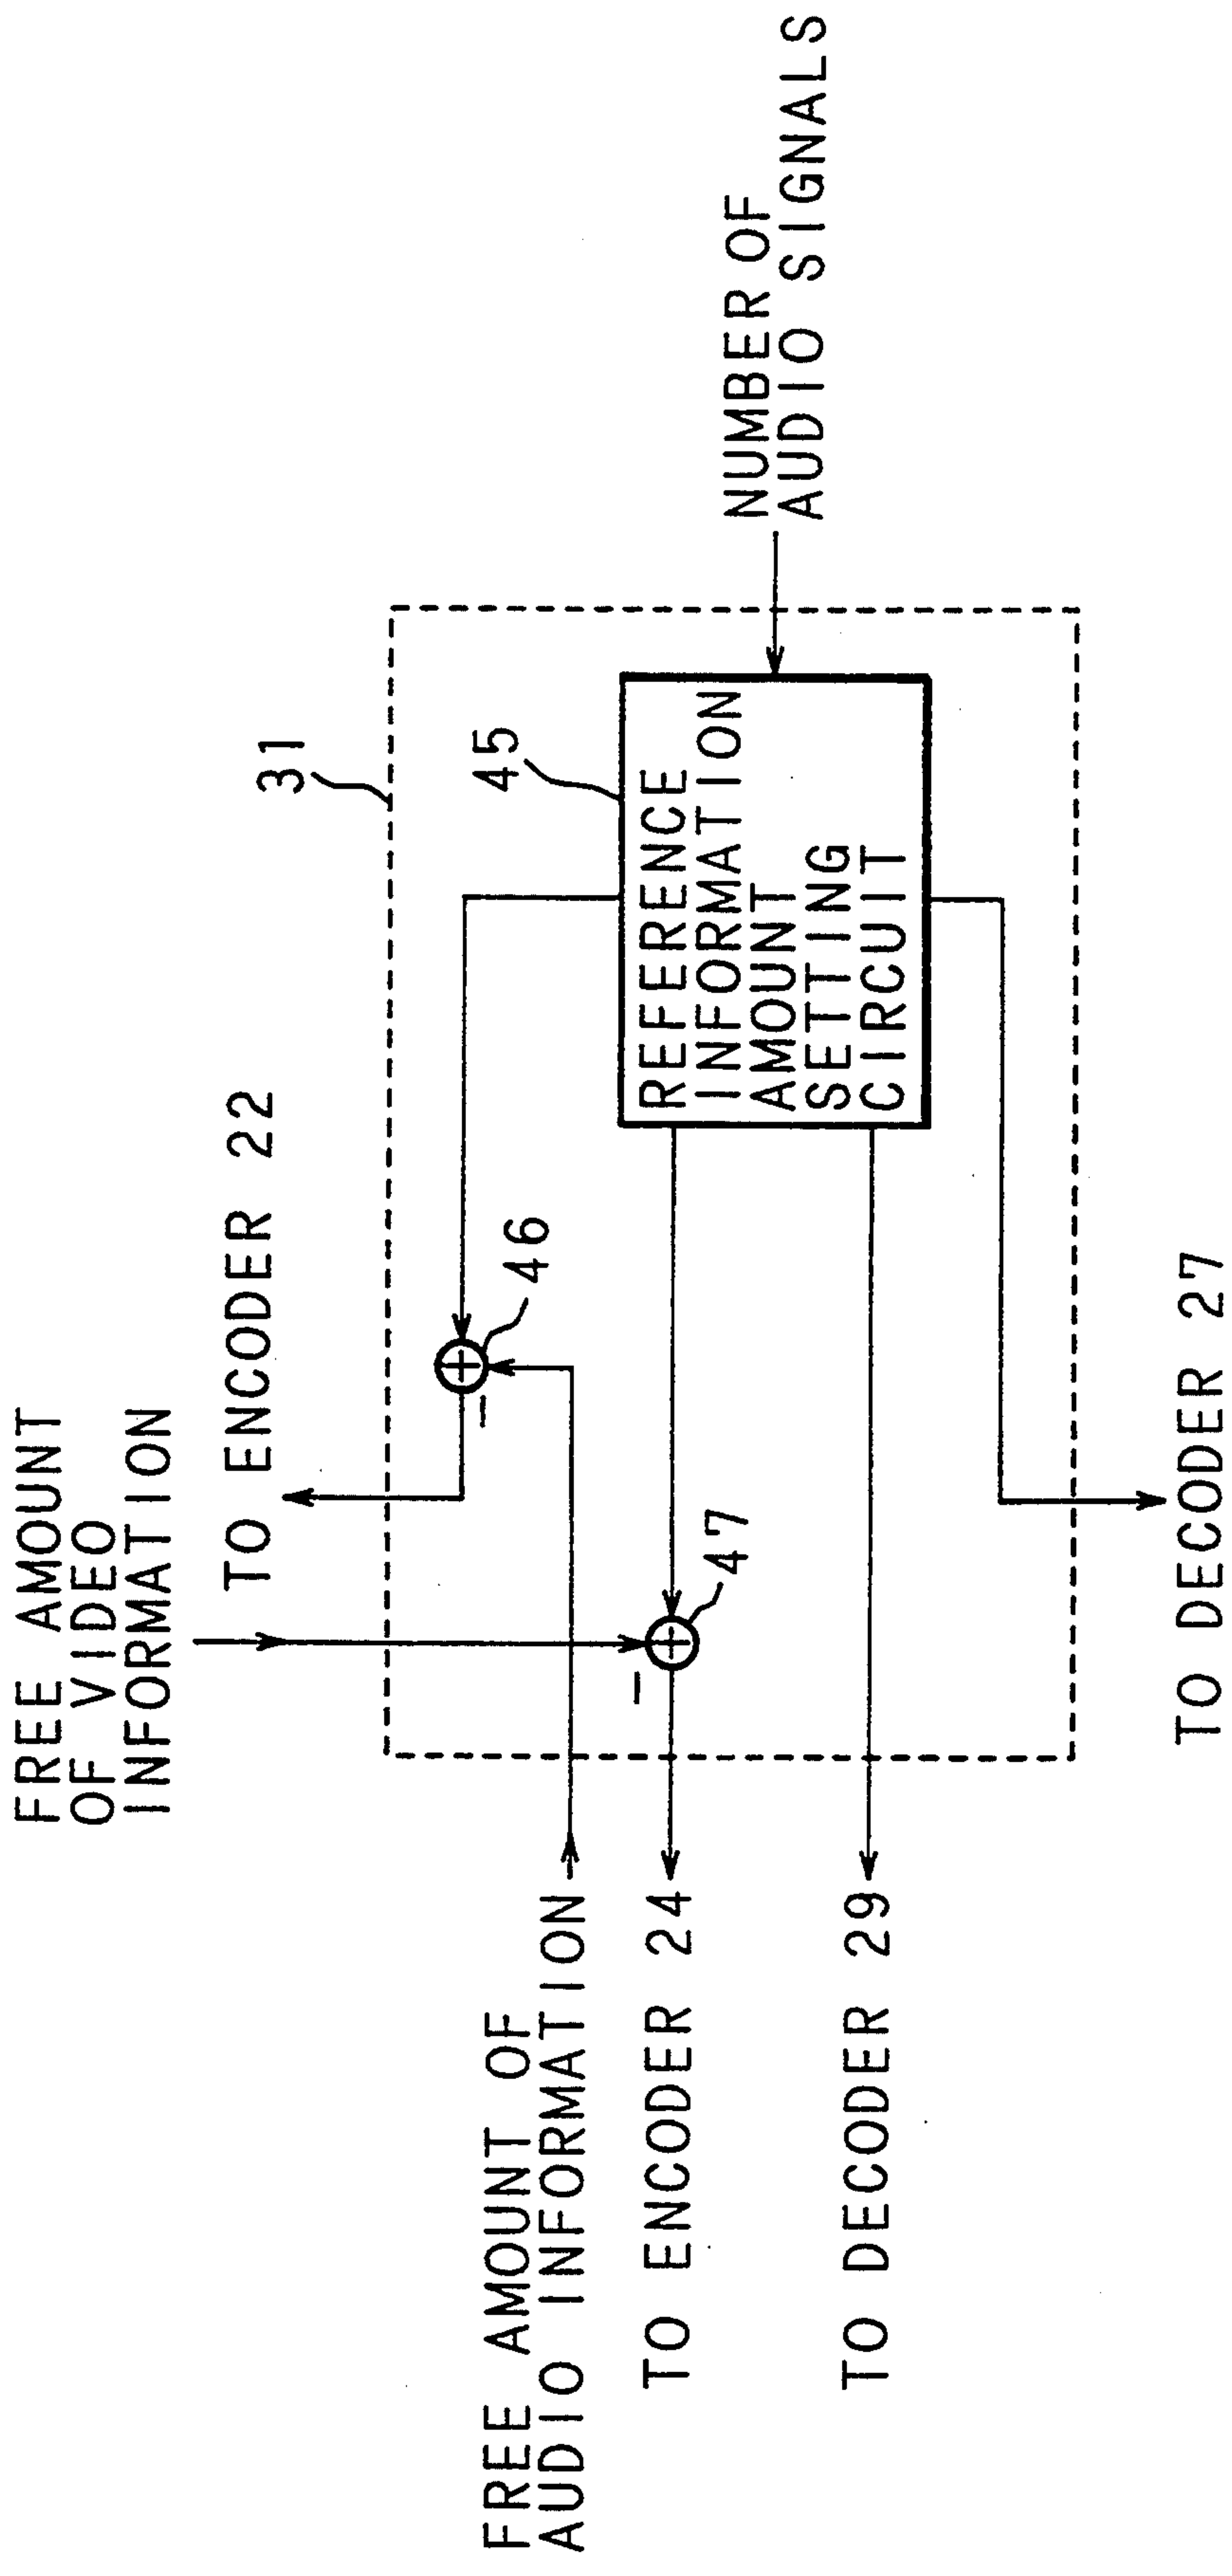 FREE AMOUNT
OF VIDEO
INFORMATION
TO ENCODER 22
31
45
46
47
REFERENCE
INFORMATION
AMOUNT
SETTING
CIRCUIT
NUMBER OF
AUDIO SIGNALS
FREE AMOUNT OF
AUDIO INFORMATION
TO ENCODER 24
TO DECODER 29
TO DECODER 27